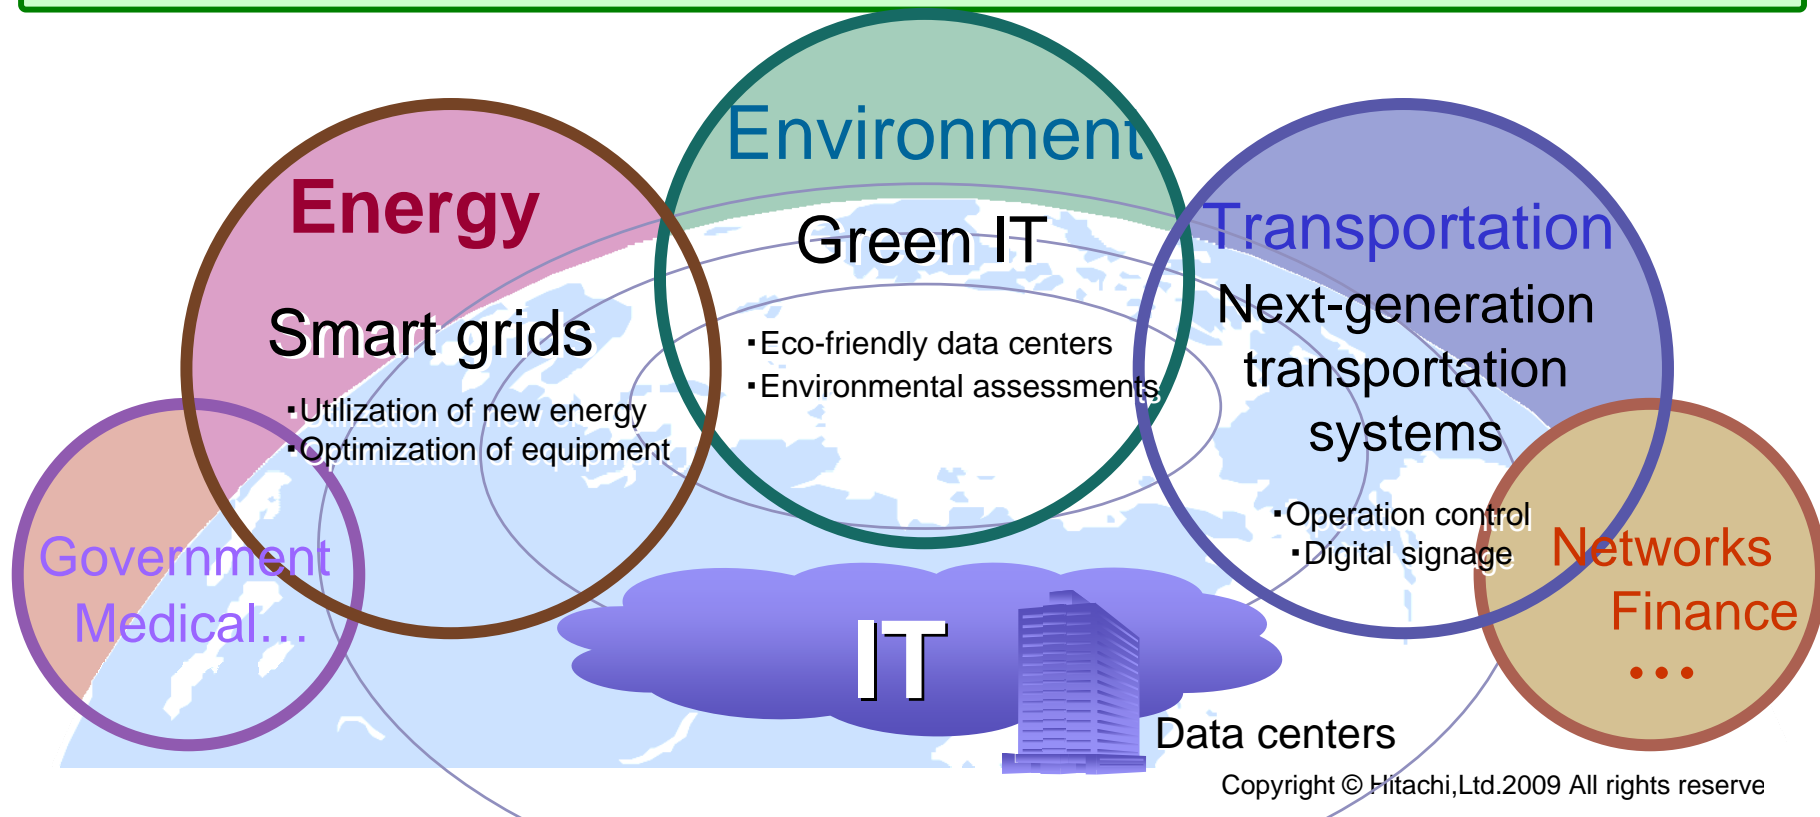 Environment
Green IT
▪Eco-friendly data centers
▪Environmental assessments
Energy
Smart grids
▪Utilization of new energy
▪Optimization of equipment
Transportation
Next-generation
transportation
systems
▪Operation control
▪Digital signage
Government
Medical…
Networks
Finance
•••
IT
Data centers
Copyright © Hitachi,Ltd.2009 All rights reserve